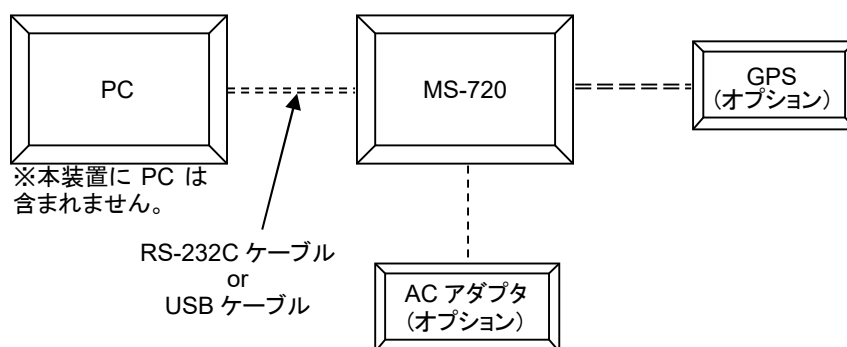 PC
MS-720
GPS
（オプション）
※本装置に PC は
含まれません。
RS-232C ケーブル
or
USB ケーブル
AC アダプタ
（オプション）